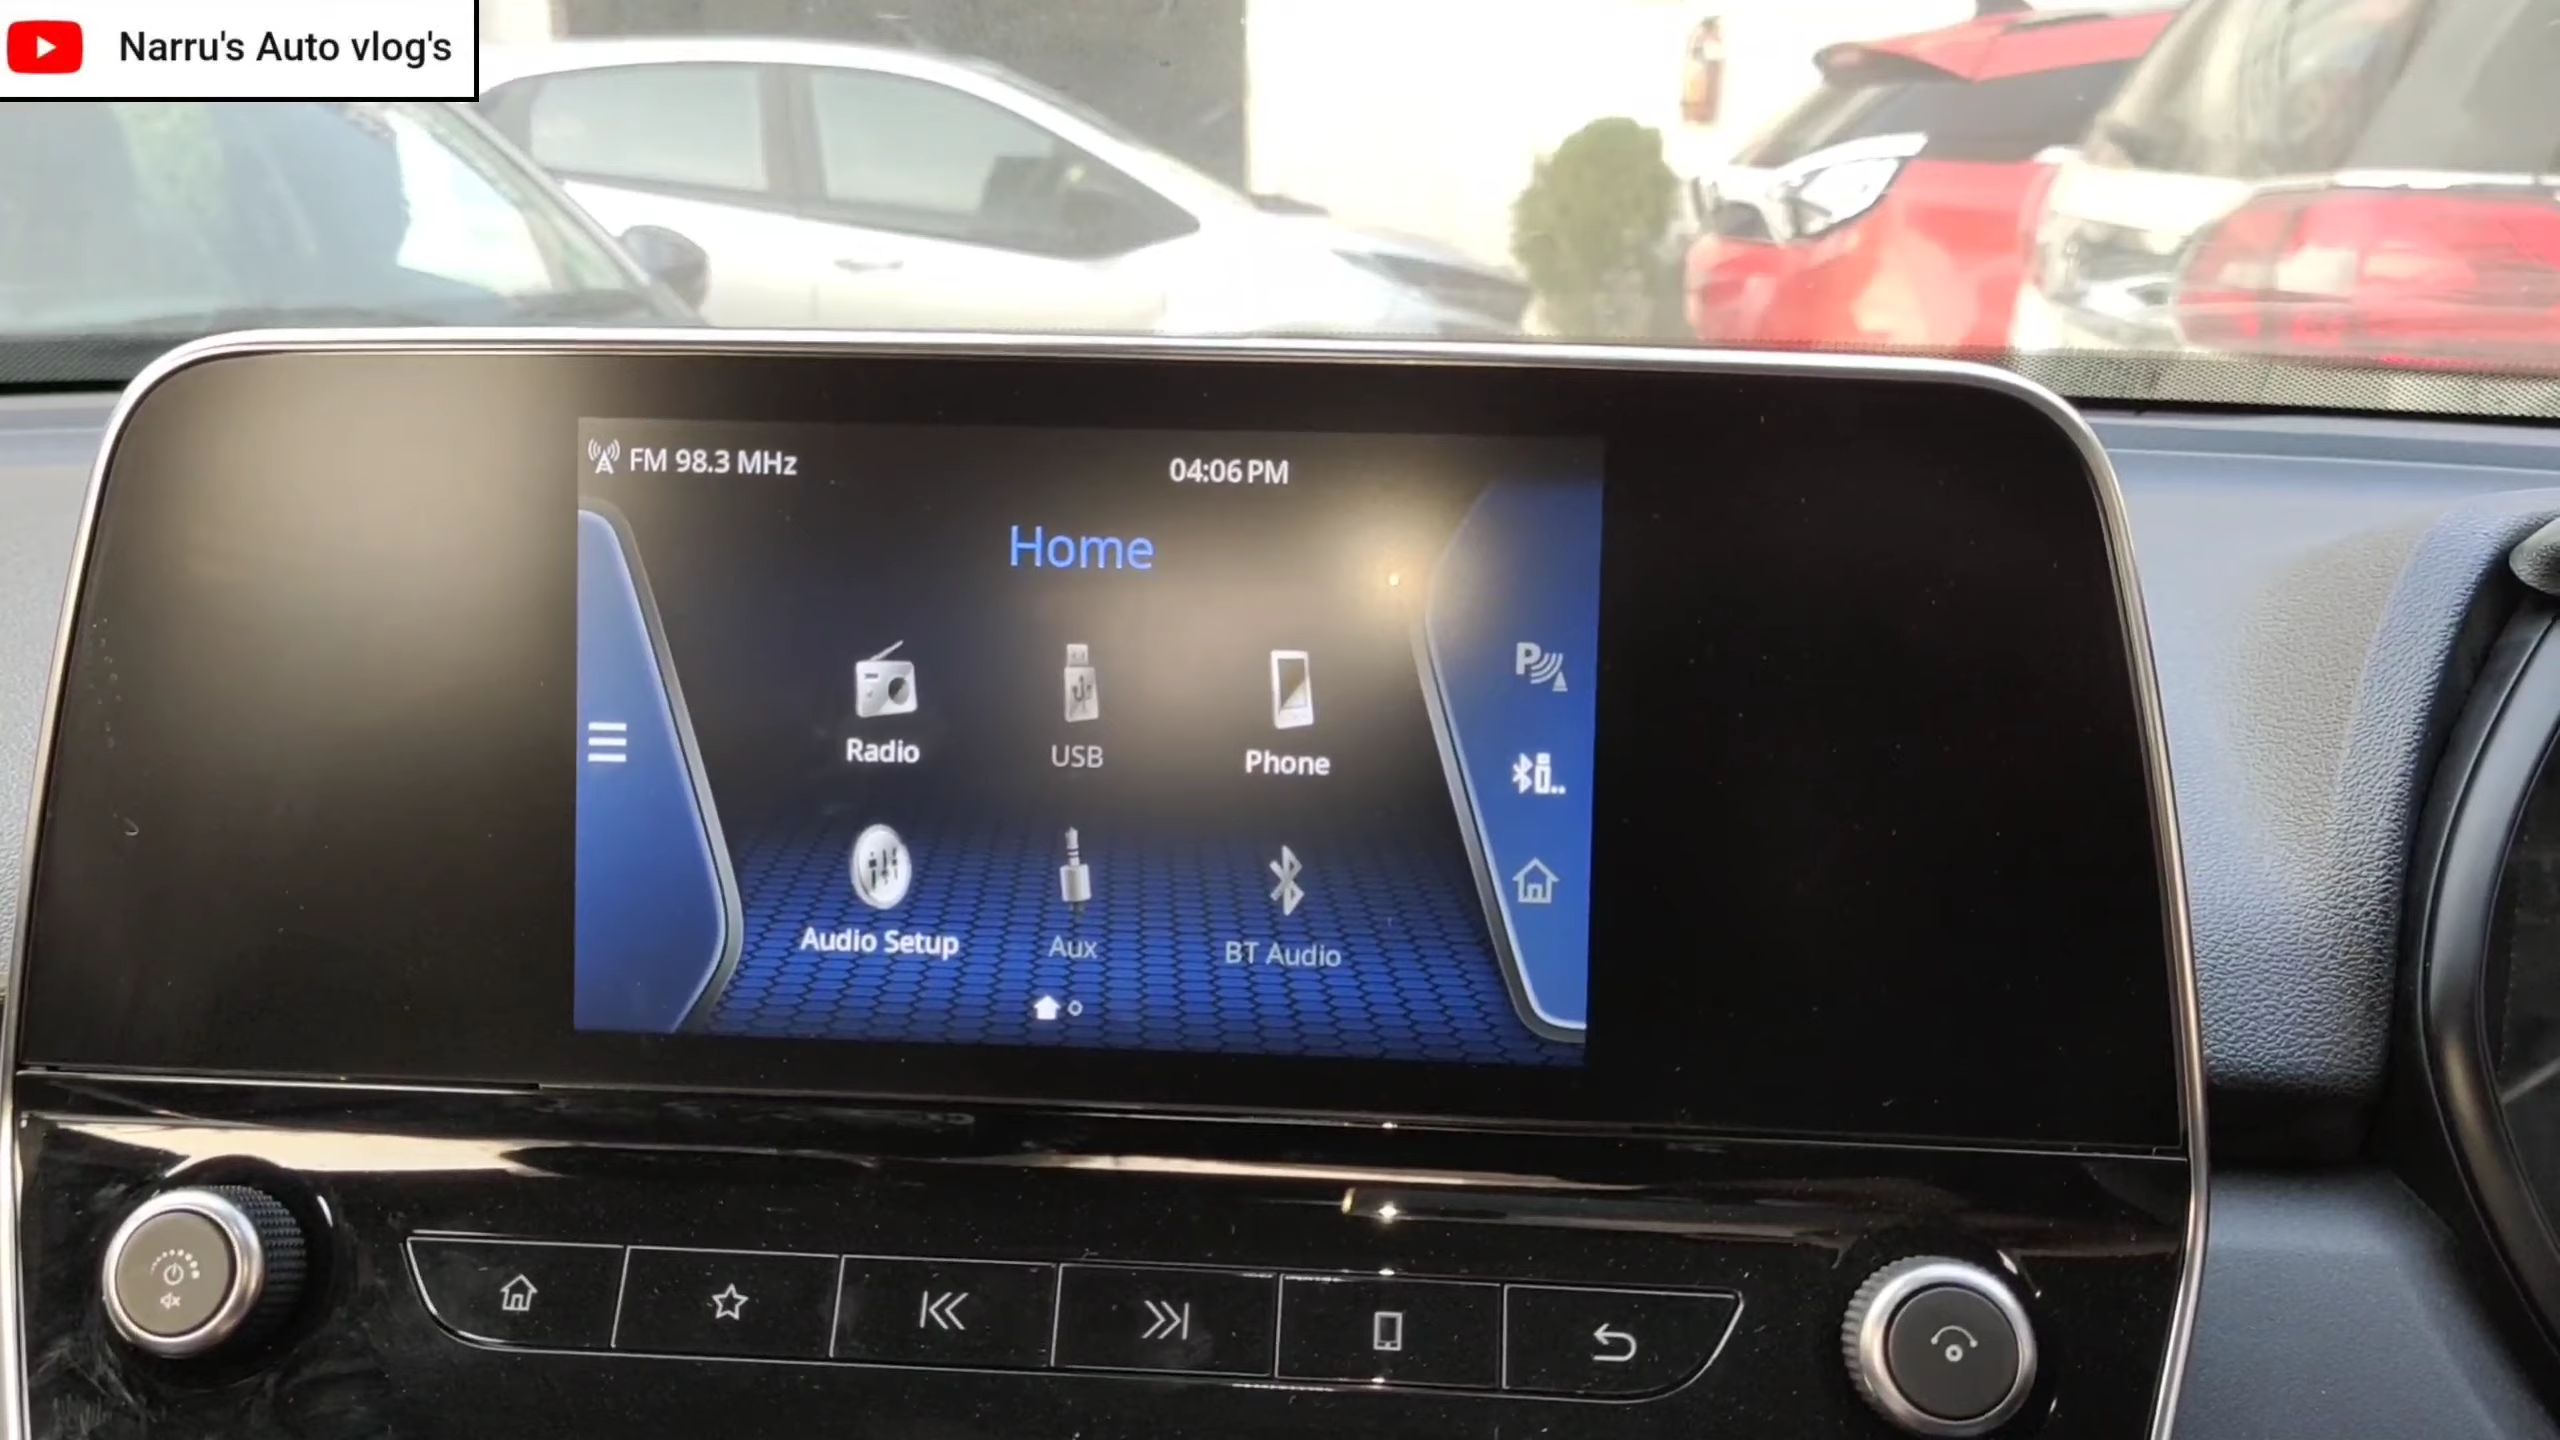 Narru's Auto vlog's
FM 98.3 MHz
04:06 PM
Home
Radio
USB
Phone
Audio Setup
Aux
BT Audio